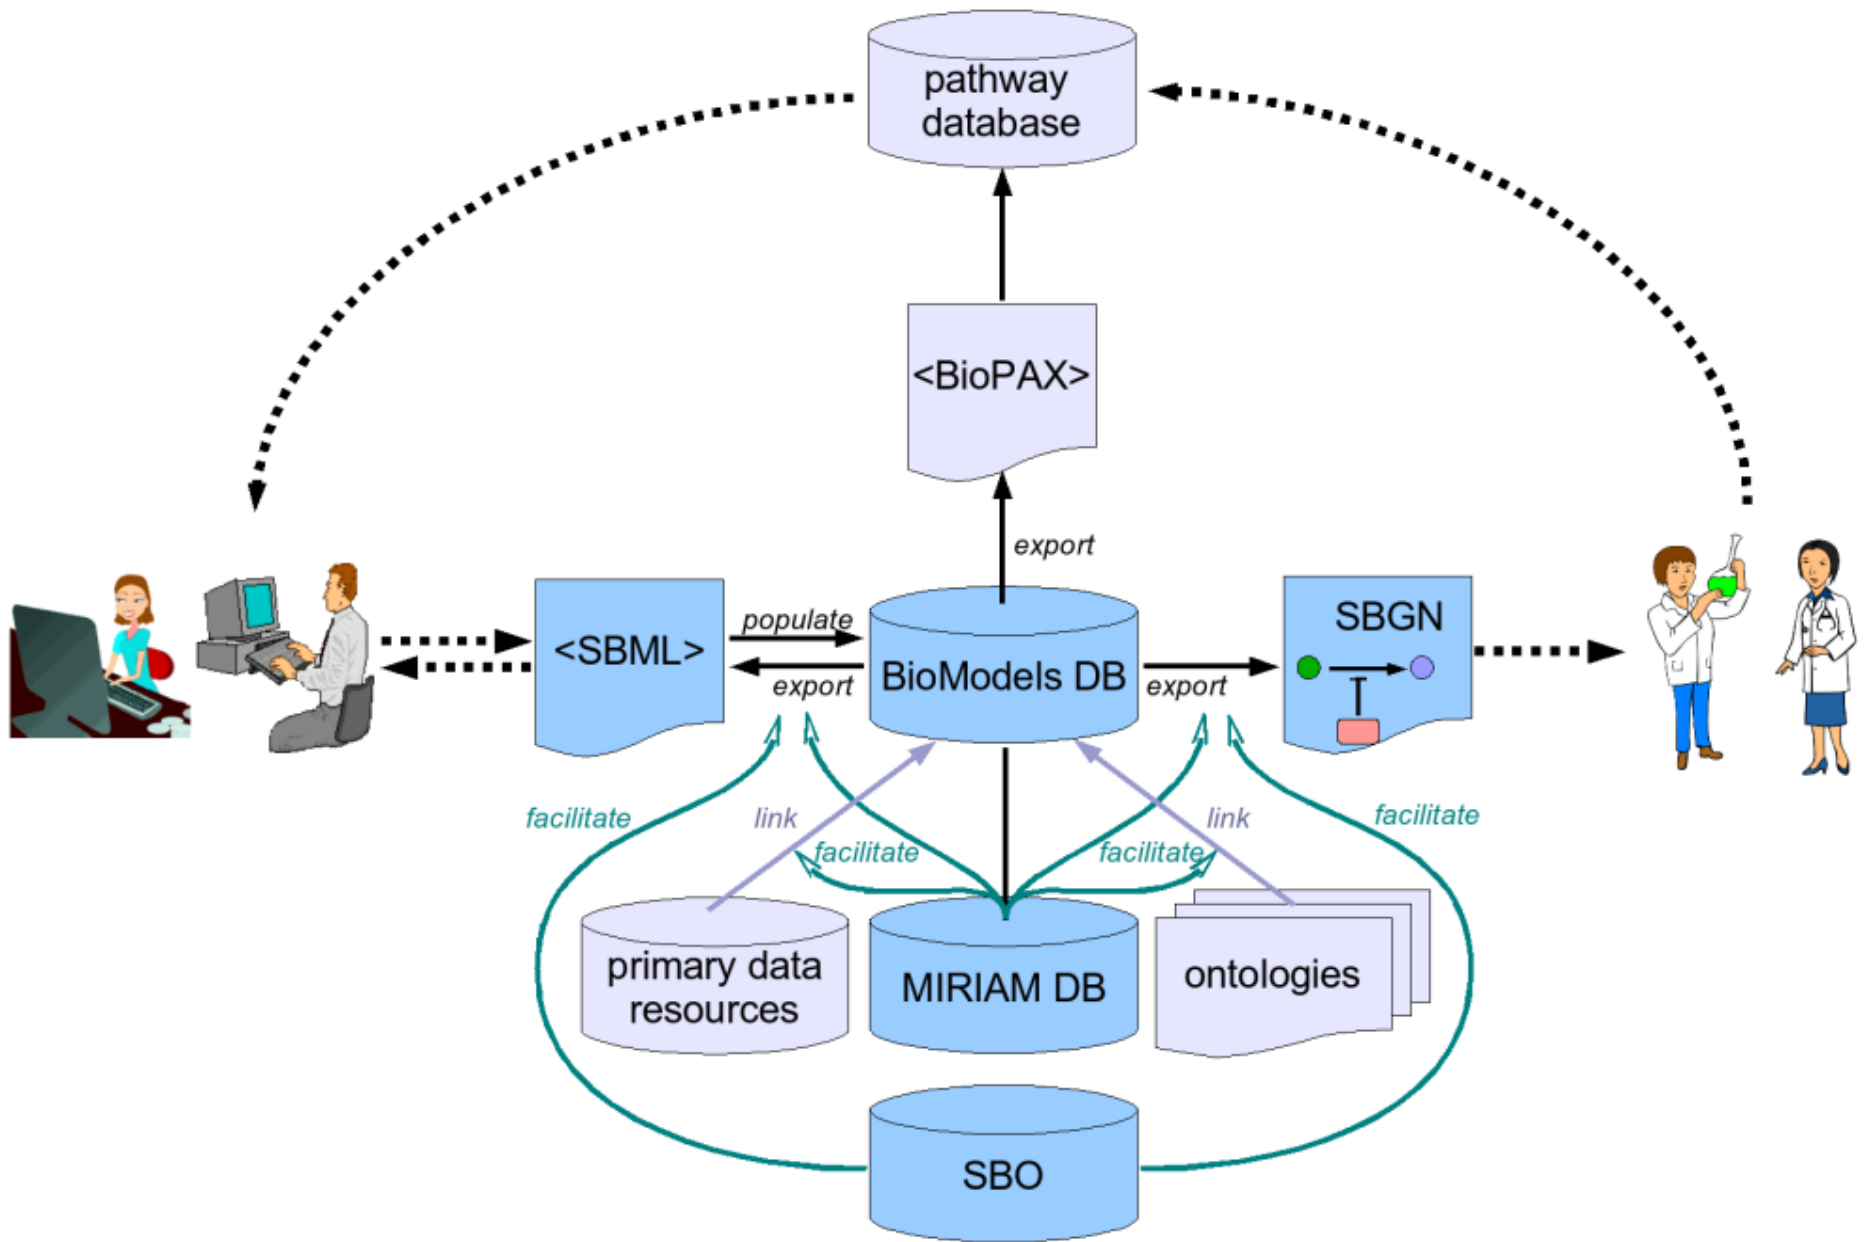 pathway
database
<BioPAX>
export
<SBML>
populate
export
BioModels DB
export
SBGN
facilitate
link
facilitate
facilitate
link
facilitate
primary data
resources
MIRIAM DB
ontologies
SBO